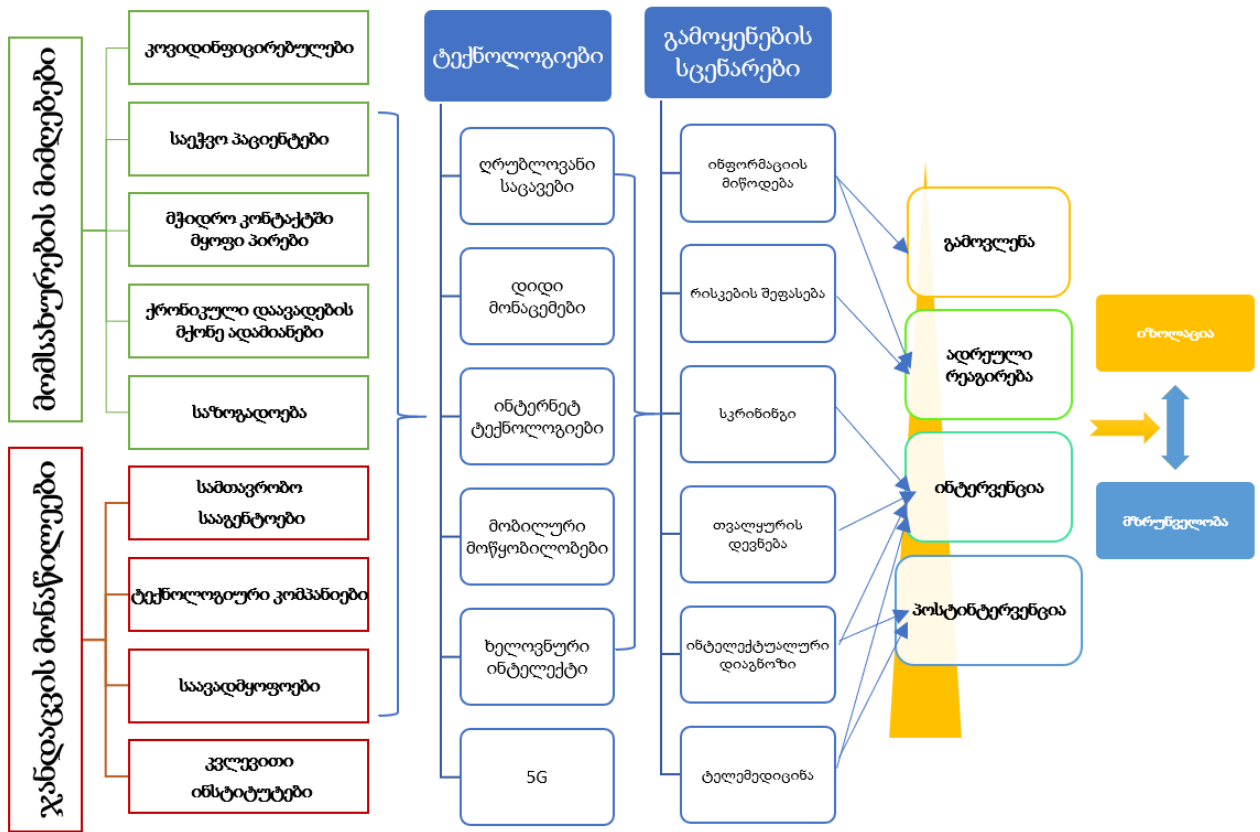 მომსახურების მიმღებები
კოვიდინფიცირებულები
საეჭვო პაციენტები
მჭიდრო კონტაქტში
მყოფი პირები
ქრონიკული დაავადების
მქონე ადამიანები
საზოგადოება
ჯანდაცვის მონაწილეები
სამთავრობო
სააგენტოები
ტექნოლოგიური კომპანიები
საავადმყოფოები
კვლევითი
ინსტიტუტები
ტექნოლოგიები
ღრუბლოვანი
საცავები
დიდი
მონაცემები
ინტერნეტ
ტექნოლოგიები
მობილური
მოწყობილობები
ხელოვნური
ინტელექტი
5G
გამოყენების
სცენარები
ინფორმაციის
მიწოდება
რისკების შეფასება
სკრინინგი
თვალყურის
დევნება
ინტელექტუალური
დიაგნოზი
ტელემედიცინა
გამოვლენა
ადრეული
რეაგირება
ინტერვენცია
პოსტინტერვენცია
იზოლაცია
მზრუნველობა